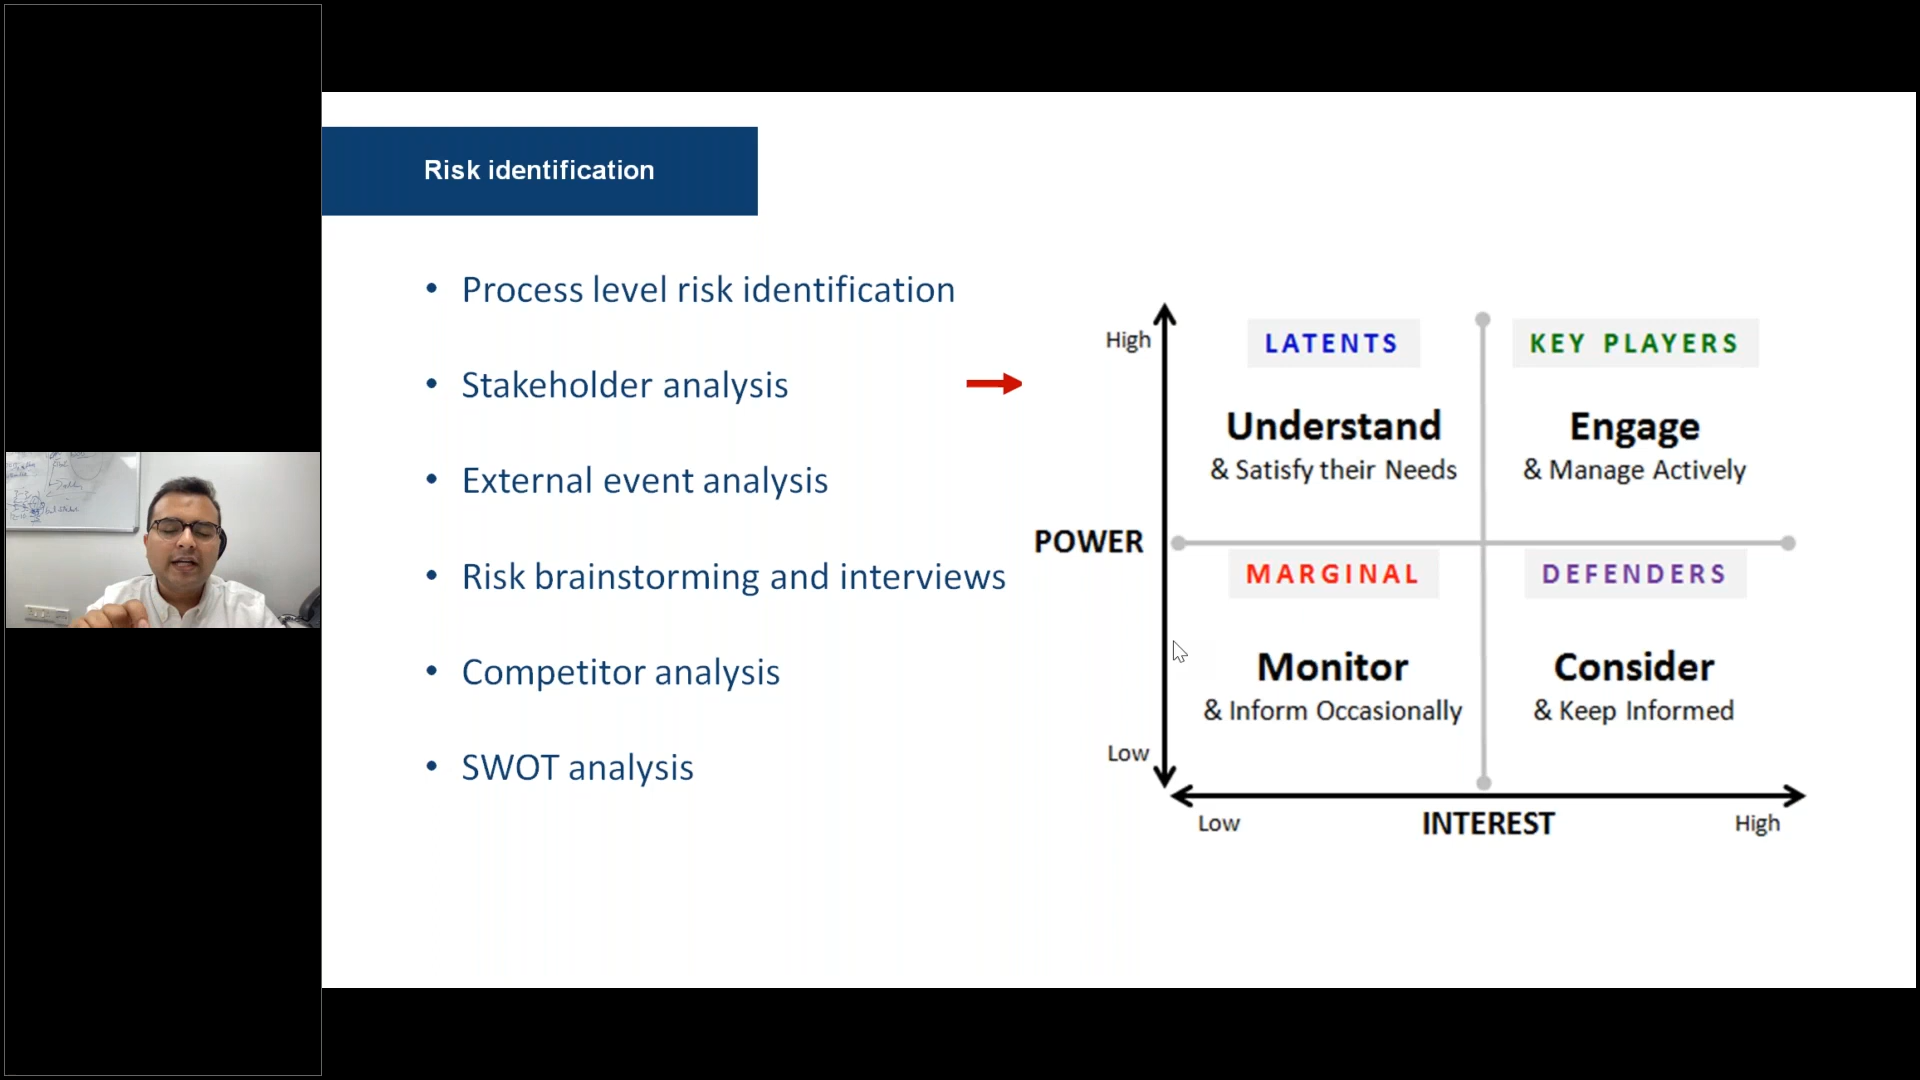 Risk identification
• Process level risk identification
• Stakeholder analysis
• External event analysis
• Risk brainstorming and interviews
• Competitor analysis
• SWOT analysis
High
LATENTS
KEY PLAYERS
Understand
& Satisfy their Needs
Engage
& Manage Actively
POWER
MARGINAL
DEFENDERS
Monitor
& Inform Occasionally
Consider
& Keep Informed
Low
Low
INTEREST
High